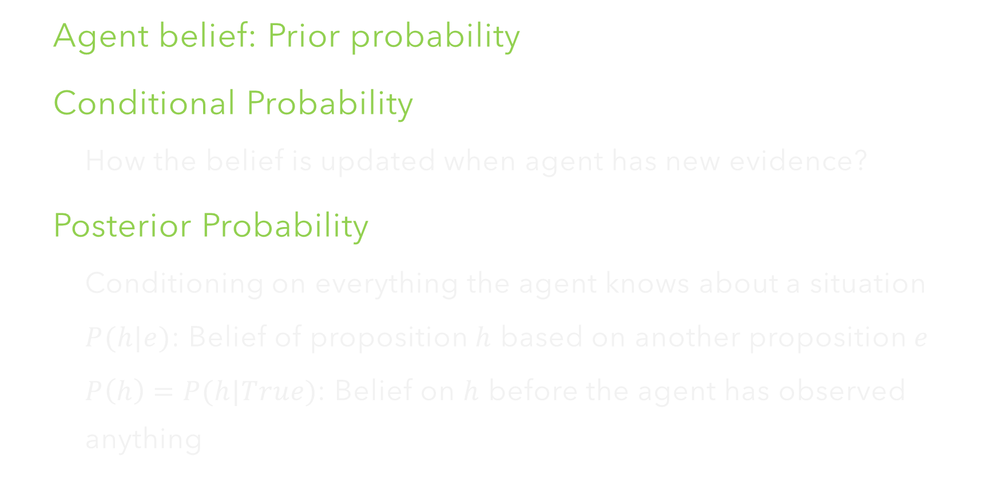 Agent belief: Prior probability
Conditional Probability
How the belief is updated when agent has new evidence?
Posterior Probability
Conditioning on everything the agent knows about a situation
P(h|e): Belief of proposition h based on another proposition e
P(h) = P(h|True): Belief on h before the agent has observed
anything